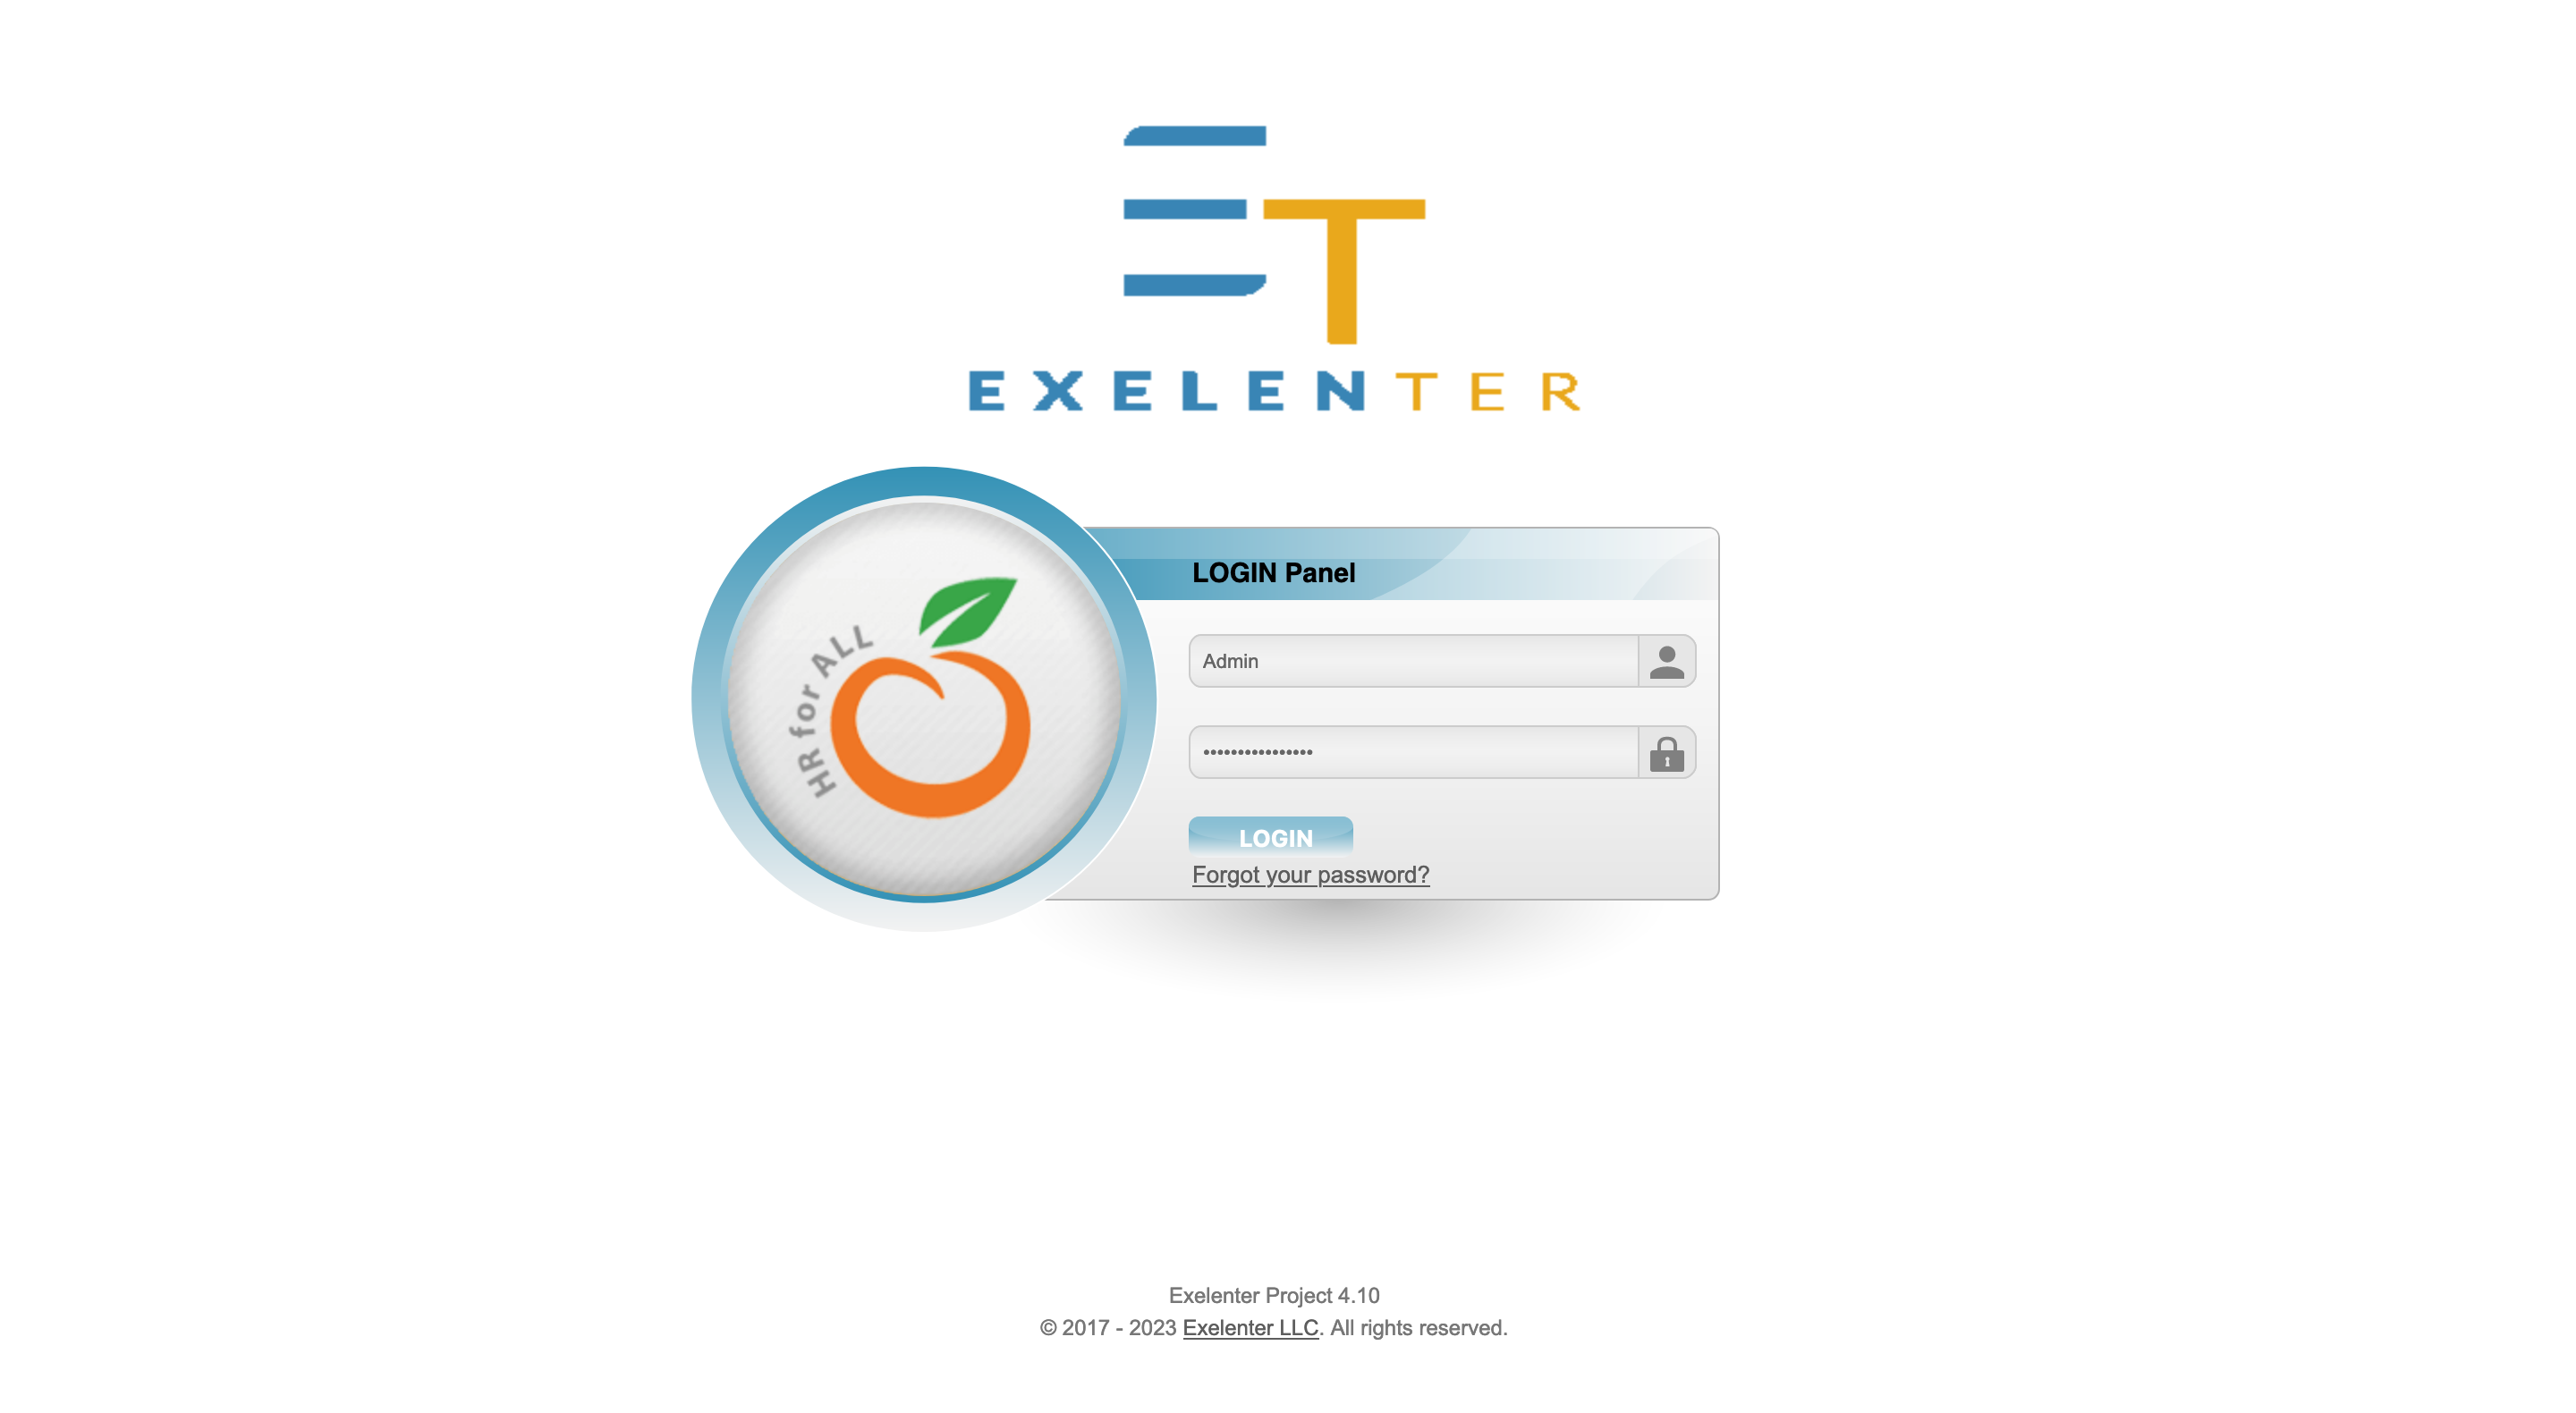 EXELENTER
HR for ALL
LOGIN Panel
Admin
••••••••••••••••
LOGIN
Forgot your password?
Exelenter Project 4.10
© 2017 - 2023 Exelenter LLC. All rights reserved.